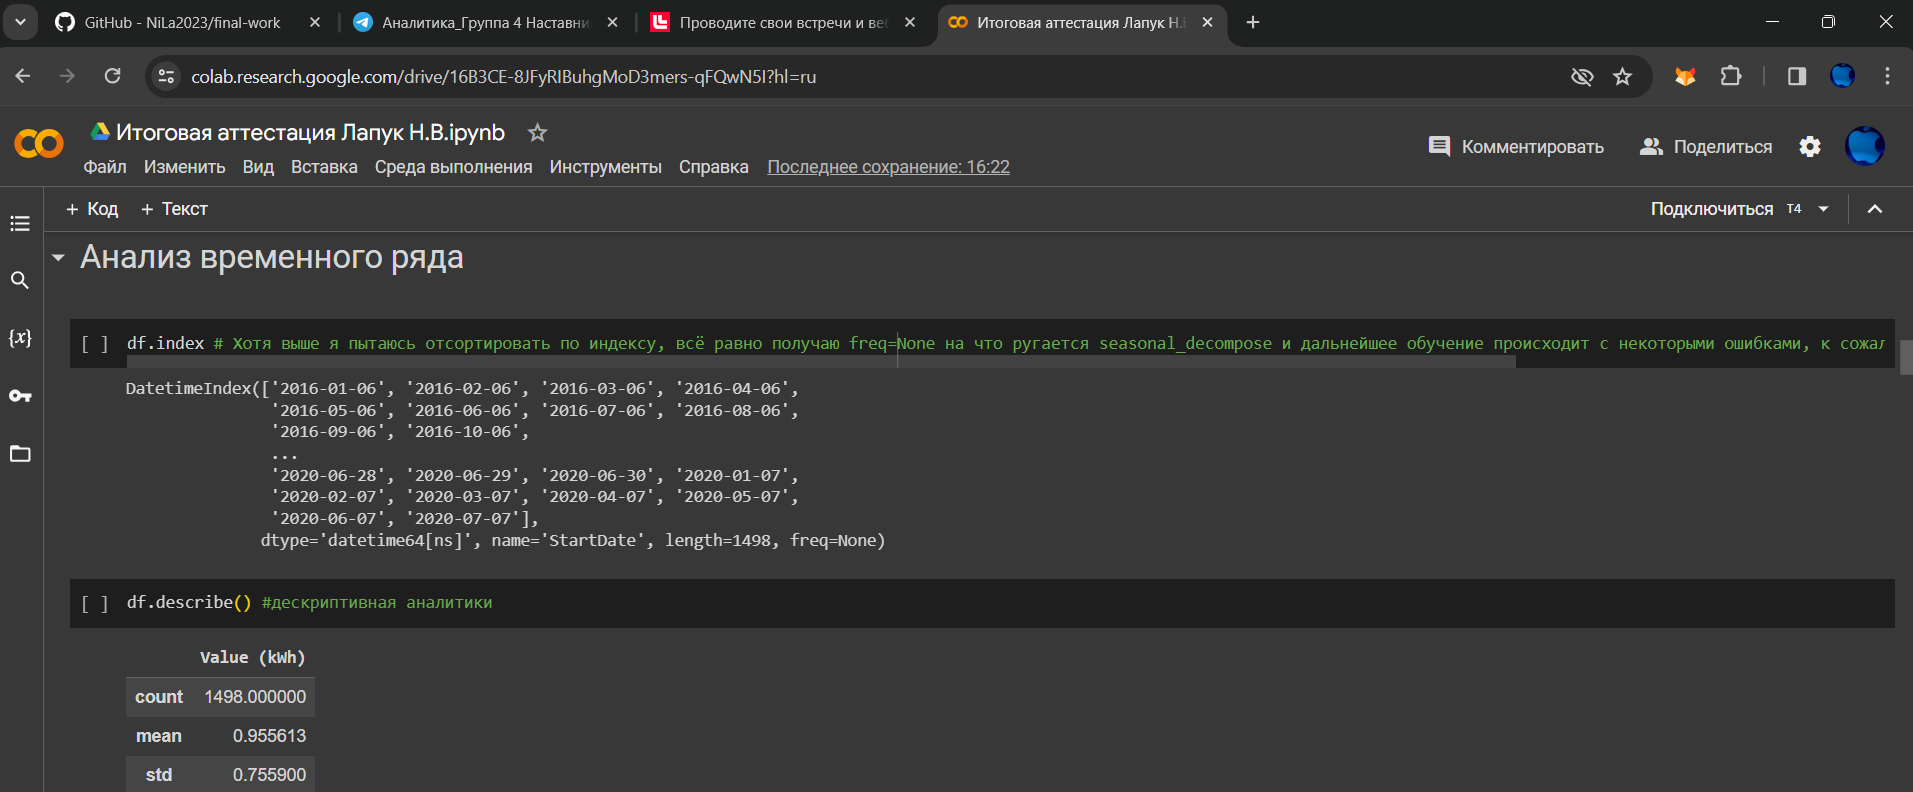 GitHub - NiLa2023/final-work
Аналитика_Группа 4 Наставни
Проводите свои встречи и ве
Итоговая аттестация Лапук Н.
colab.research.google.com/drive/16B3CE-8JFyRIBuhgMoD3mers-qFQwN5I?hl=ru
Итоговая аттестация Лапук Н.В.ipynb
Комментировать Поделиться
Файл Изменить Вид Вставка Среда выполнения Инструменты Справка Последнее сохранение: 16:22
+ Код + Текст Подключиться T4
Анализ временного ряда
[ ] df.index # Хотя выше я пытаюсь отсортировать по индексу, всё равно получаю freq=None на что ругается seasonal_decompose и дальнейшее обучение происходит с некоторыми ошибками, к сожал
DatetimeIndex(['2016-01-06', '2016-02-06', '2016-03-06', '2016-04-06',
'2016-05-06', '2016-06-06', '2016-07-06', '2016-08-06',
'2016-09-06', '2016-10-06',
...
'2020-06-28', '2020-06-29', '2020-06-30', '2020-01-07',
'2020-02-07', '2020-03-07', '2020-04-07', '2020-05-07',
'2020-06-07', '2020-07-07'],
dtype='datetime64[ns]', name='StartDate', length=1498, freq=None)
[ ] df.describe() #дескриптивная аналитики
Value (kWh)
count 1498.000000
mean 0.955613
std 0.755900
{x}